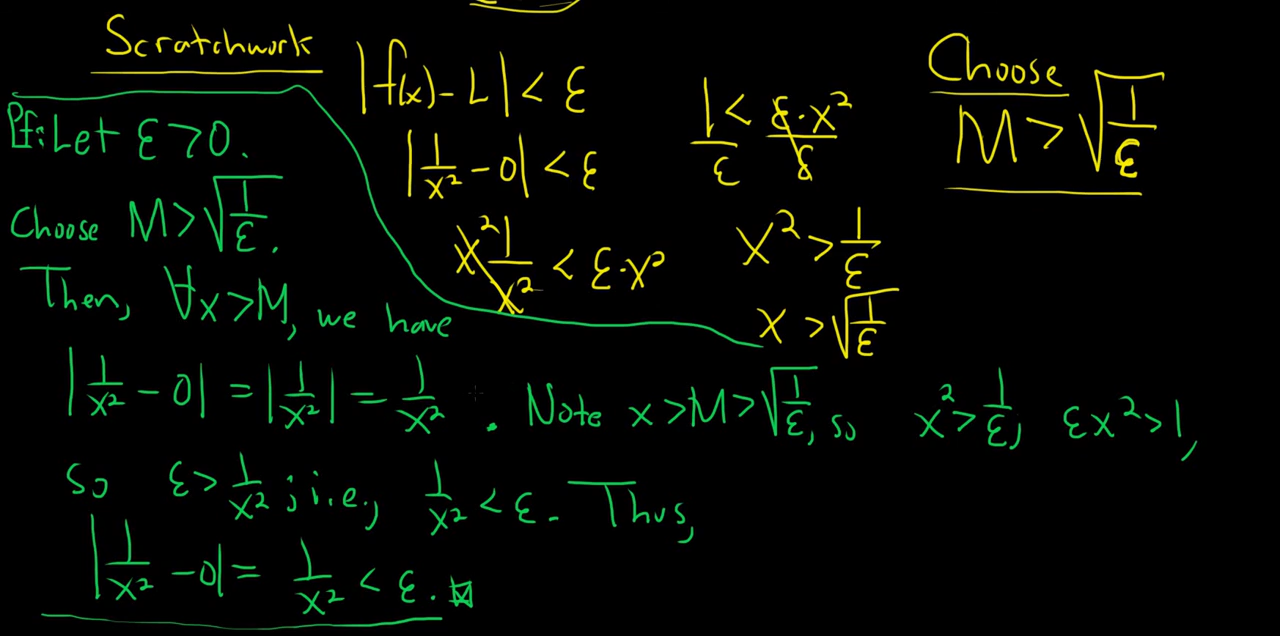 Scratchwork
|f(x) - L| < ε
|1/x² - 0| < ε
x² 1/x² < ε·x²
1/ε < ε·x²/ε
x² > 1/ε
x > √(1/ε)
Choose
M > √(1/ε)
Pf: Let ε > 0.
Choose M > √(1/ε).
Then, ∀x > M, we have
|1/x² - 0| = |1/x²| = 1/x². Note x > M > √(1/ε), so x² > 1/ε, εx² > 1,
so ε > 1/x²; i.e., 1/x² < ε. Thus,
|1/x² - 0| = 1/x² < ε.